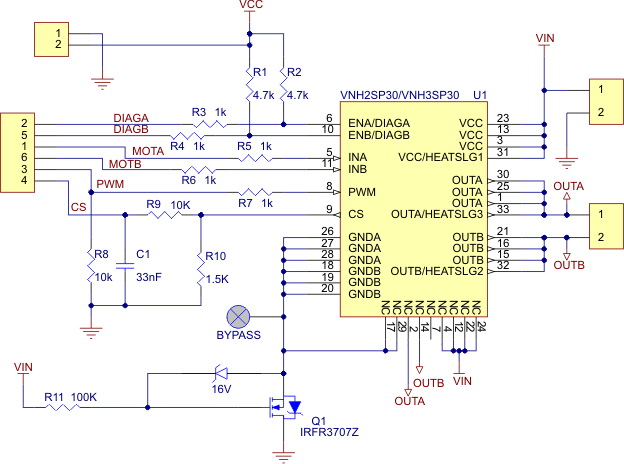 VCC
1
2
VIN
R1
4.7k
R2
4.7k
VNH2SP30/VNH3SP30 U1
1
2
2 DIAGA R3 1k 6 ENA/DIAGA VCC 23
5 DIAGB R4 1k 10 ENB/DIAGB VCC 13
1 MOTA R5 1k 5 INA VCC 3
6 MOTB R6 1k 11 INB VCC/HEATSLG1 31
3 PWM R7 1k 8 PWM
4 CS R9 10K 9 CS
OUTA 30
OUTA 25
OUTA 1
OUTA/HEATSLG3 33
OUTA
1
2
OUTB 21
OUTB 16
OUTB 15
OUTB/HEATSLG2 32
OUTB
26 GNDA
27 GNDA
28 GNDA
18 GNDB
19 GNDB
20 GNDB
R8
10k
C1
33nF
R10
1.5K
BYPASS
NC NC NC NC NC NC NC NC
17 29 2 14 7 4 12 22 24
OUTA
OUTB
VIN
VIN
R11 100K
16V
Q1
IRFR3707Z